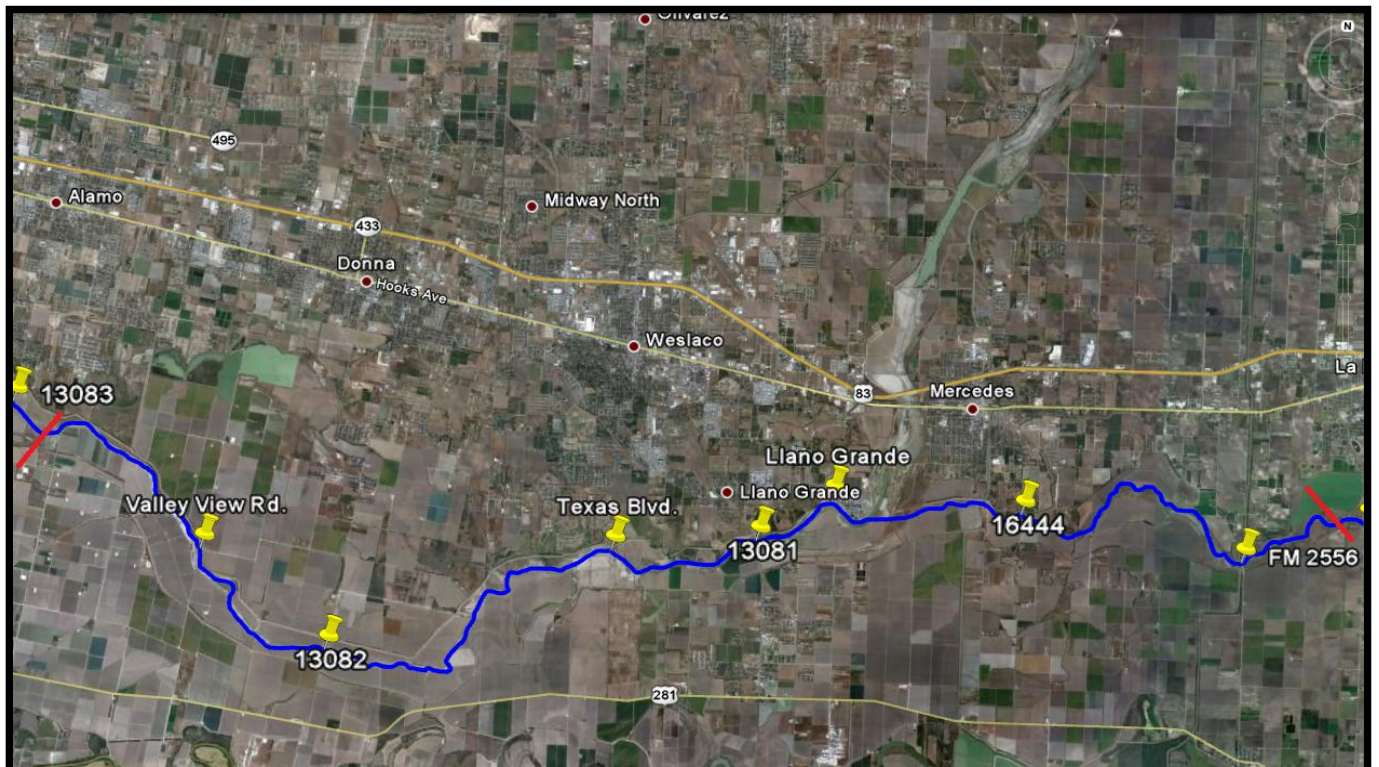 Olivarez
N
495
Alamo
Midway North
433
Donna
Hooks Ave
Weslaco
La
83
Mercedes
13083
Llano Grande
Llano Grande
Valley View Rd.
Texas Blvd.
13081
16444
FM 2556
13082
281